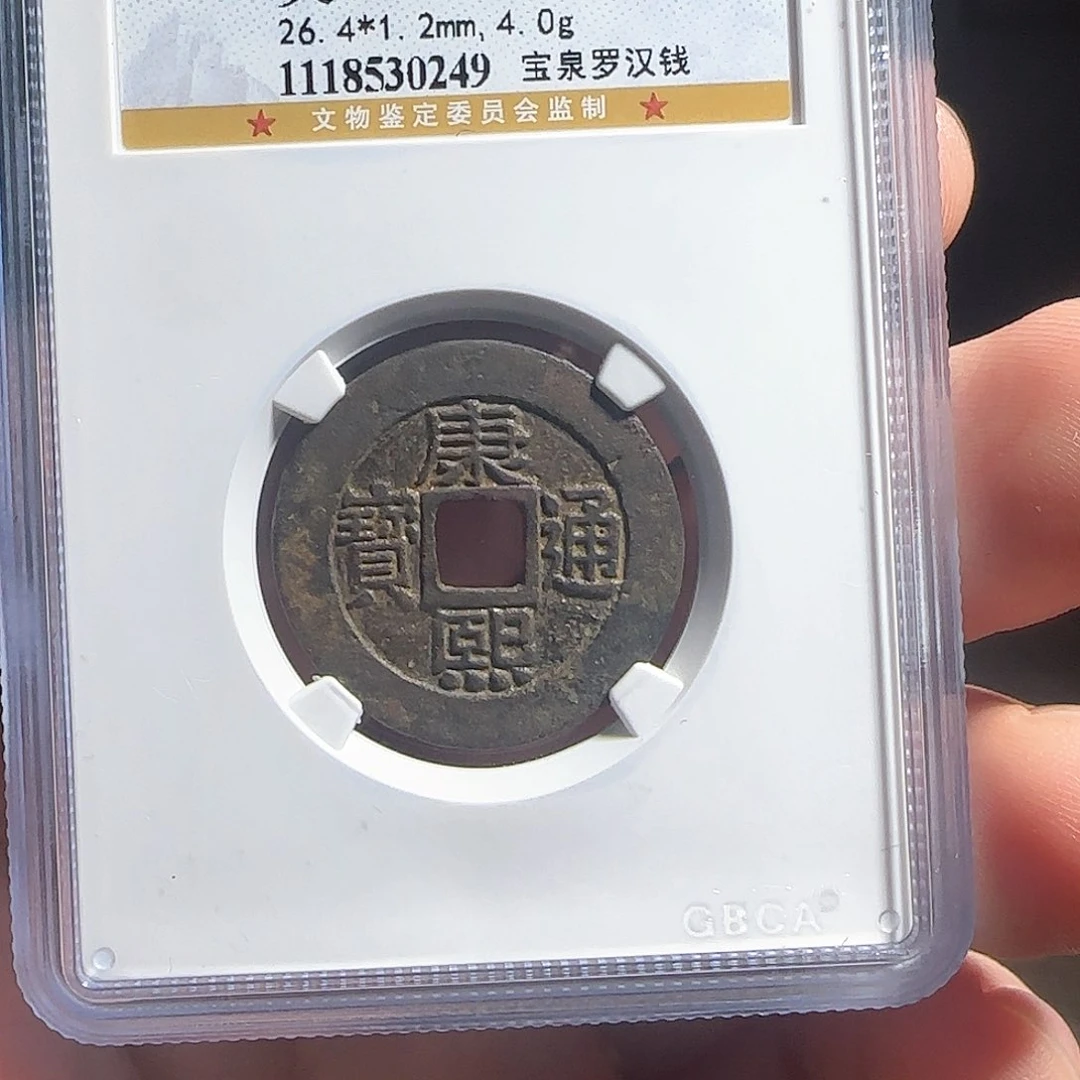 26.4*1.2mm, 4.0g
1118530249 宝泉罗汉钱
★ 文物鉴定委员会监制 ★
康熙通寶
GBCA